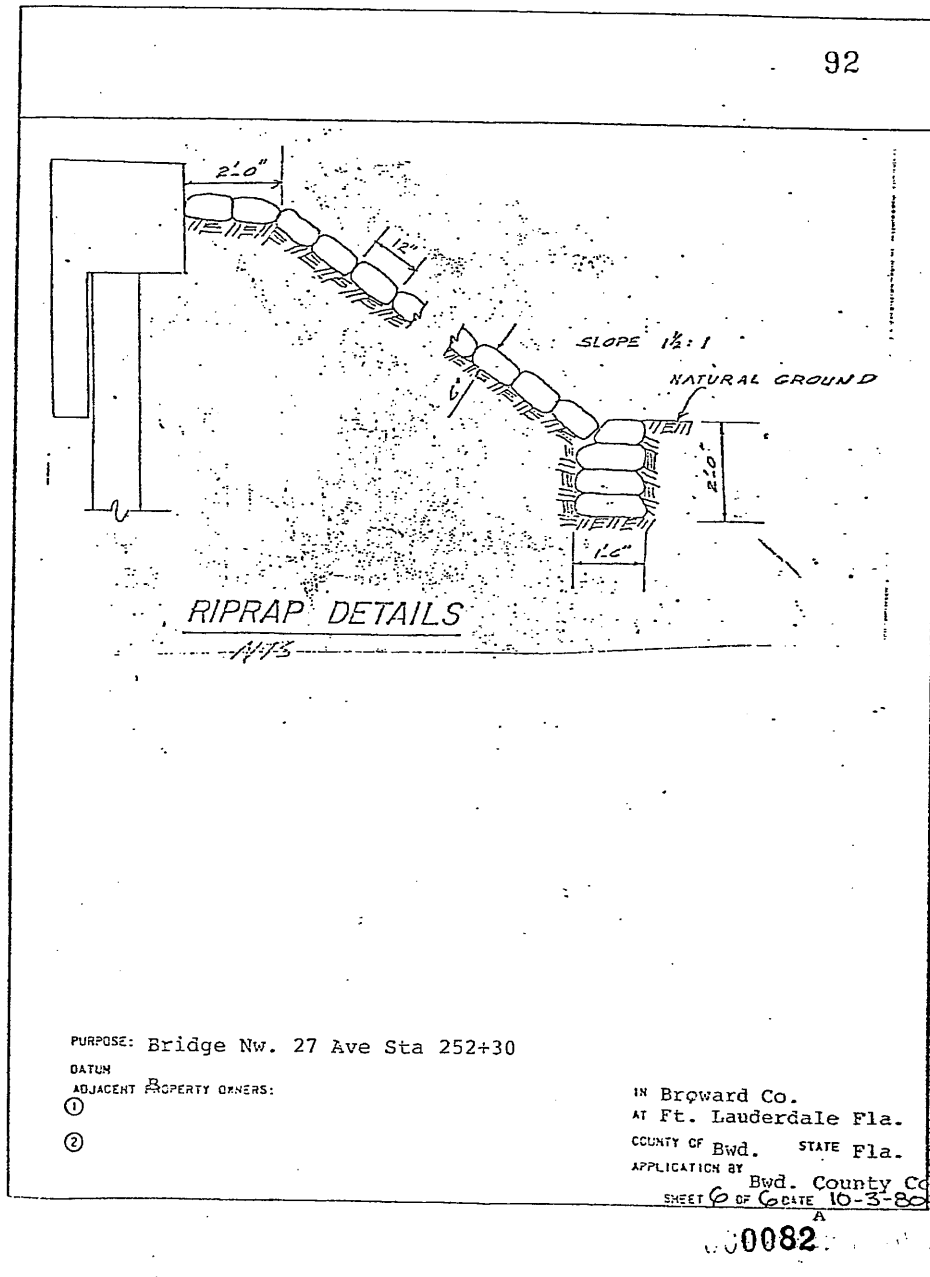 92
2'-0"
12"
SLOPE 1½:1
NATURAL GROUND
6"
2'-0"
1'-6"
RIPRAP DETAILS
NTS
PURPOSE: Bridge Nw. 27 Ave Sta 252+30
DATUM
ADJACENT PROPERTY OWNERS:
①
②
IN Broward Co.
AT Ft. Lauderdale Fla.
COUNTY OF Bwd. STATE Fla.
APPLICATION BY
Bwd. County Co
SHEET 6 OF 6 DATE 10-3-80
A
0082